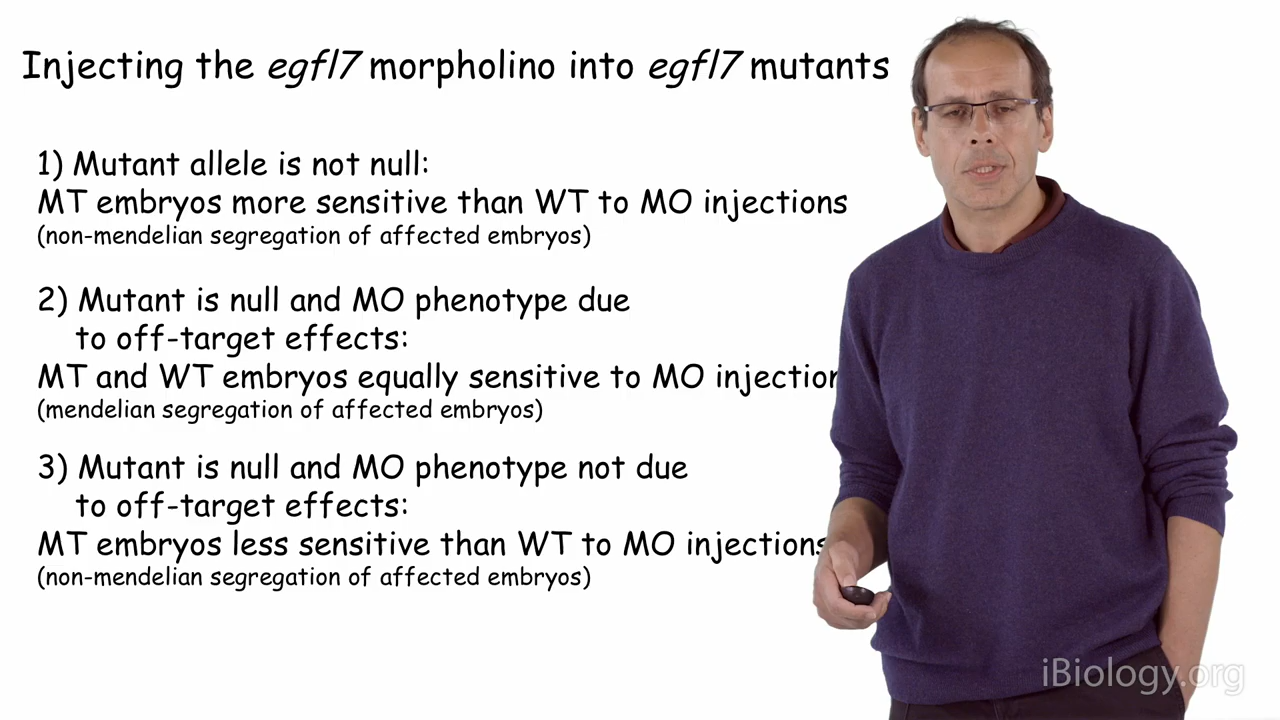 Injecting the egfl7 morpholino into egfl7 mutants
1) Mutant allele is not null:
MT embryos more sensitive than WT to MO injections
(non-mendelian segregation of affected embryos)
2) Mutant is null and MO phenotype due
to off-target effects:
MT and WT embryos equally sensitive to MO injection
(mendelian segregation of affected embryos)
3) Mutant is null and MO phenotype not due
to off-target effects:
MT embryos less sensitive than WT to MO injections
(non-mendelian segregation of affected embryos)
iBiology.org